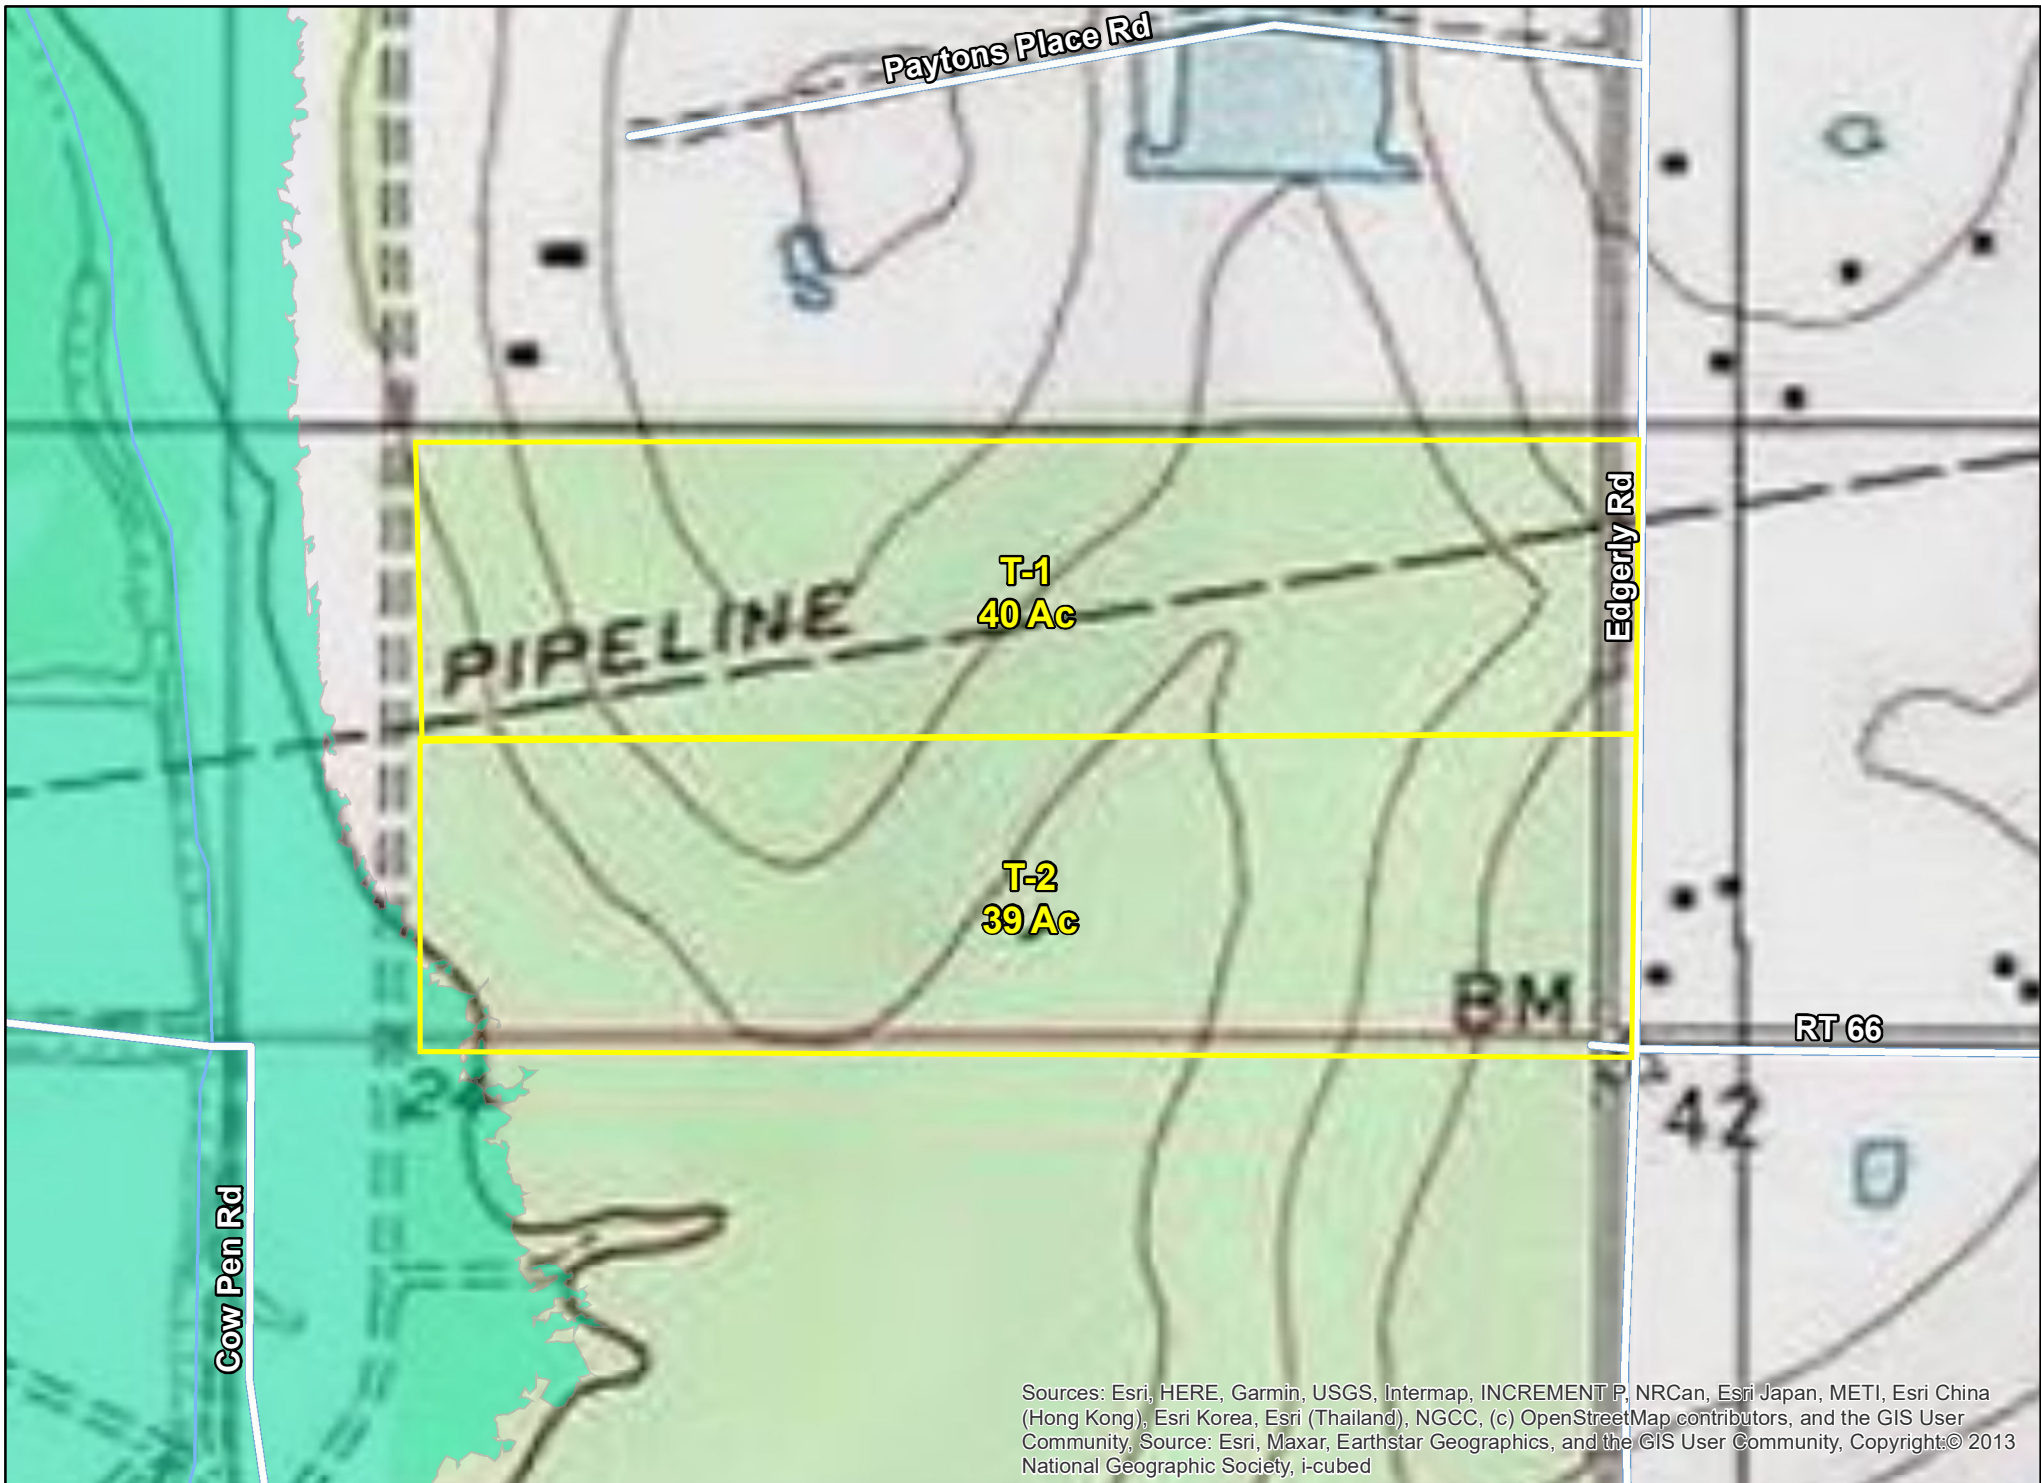 Paytons Place Rd
Edgerly Rd
T-1
40 Ac
PIPELINE
T-2
39 Ac
BM
RT 66
42
Cow Pen Rd
Sources: Esri, HERE, Garmin, USGS, Intermap, INCREMENT P, NRCan, Esri Japan, METI, Esri China
(Hong Kong), Esri Korea, Esri (Thailand), NGCC, (c) OpenStreetMap contributors, and the GIS User
Community, Source: Esri, Maxar, Earthstar Geographics, and the GIS User Community, Copyright:© 2013
National Geographic Society, i-cubed